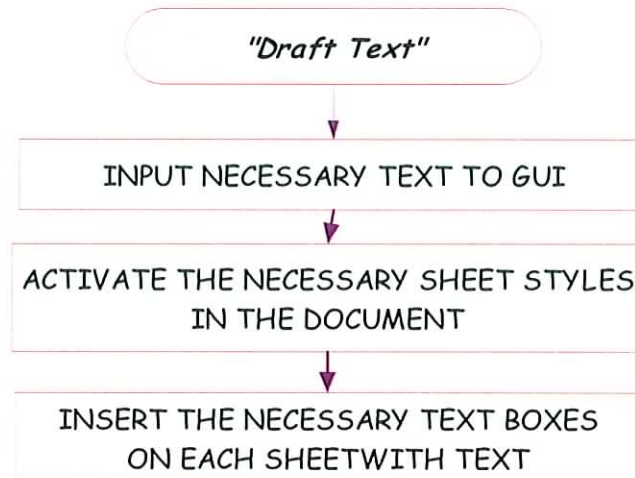 "Draft Text"
INPUT NECESSARY TEXT TO GUI
ACTIVATE THE NECESSARY SHEET STYLES
IN THE DOCUMENT
INSERT THE NECESSARY TEXT BOXES
ON EACH SHEETWITH TEXT